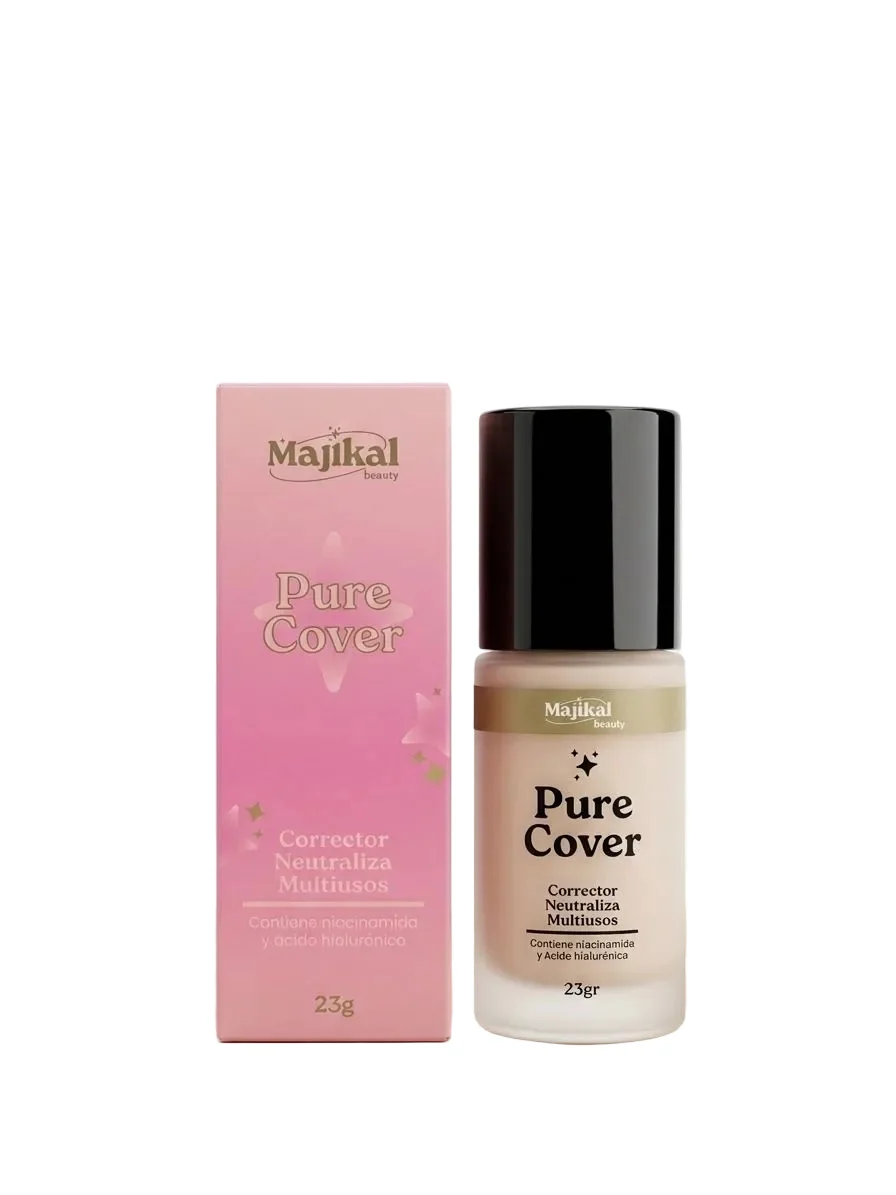 Majikal
beauty
Pure
Cover
Corrector
Neutraliza
Multiusos
Contiene niacinamida
y acido hialurónico
23g
Majikal
beauty
Pure
Cover
Corrector
Neutraliza
Multiusos
Contiene niacinamida
y Acide hialurénica
23gr